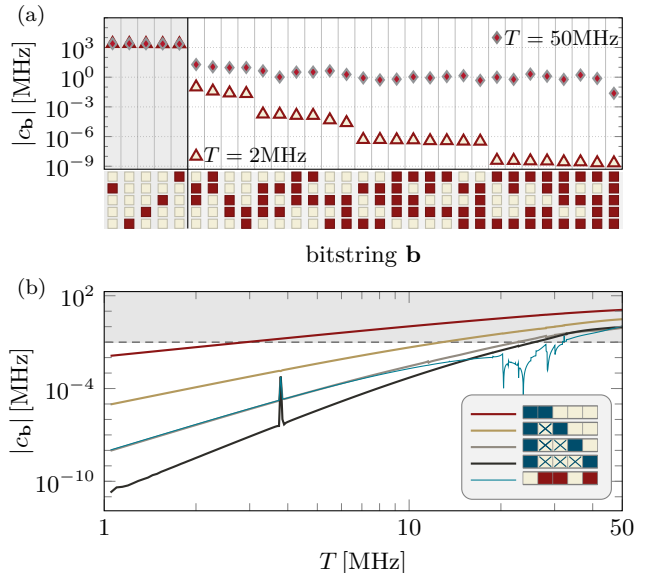 (a)
|c_b| [MHz]
10^3
10^0
10^−3
10^−6
10^−9
T = 50MHz
T = 2MHz
bitstring b
(b)
|c_b| [MHz]
10^2
10^−4
10^−10
1
10
50
T [MHz]